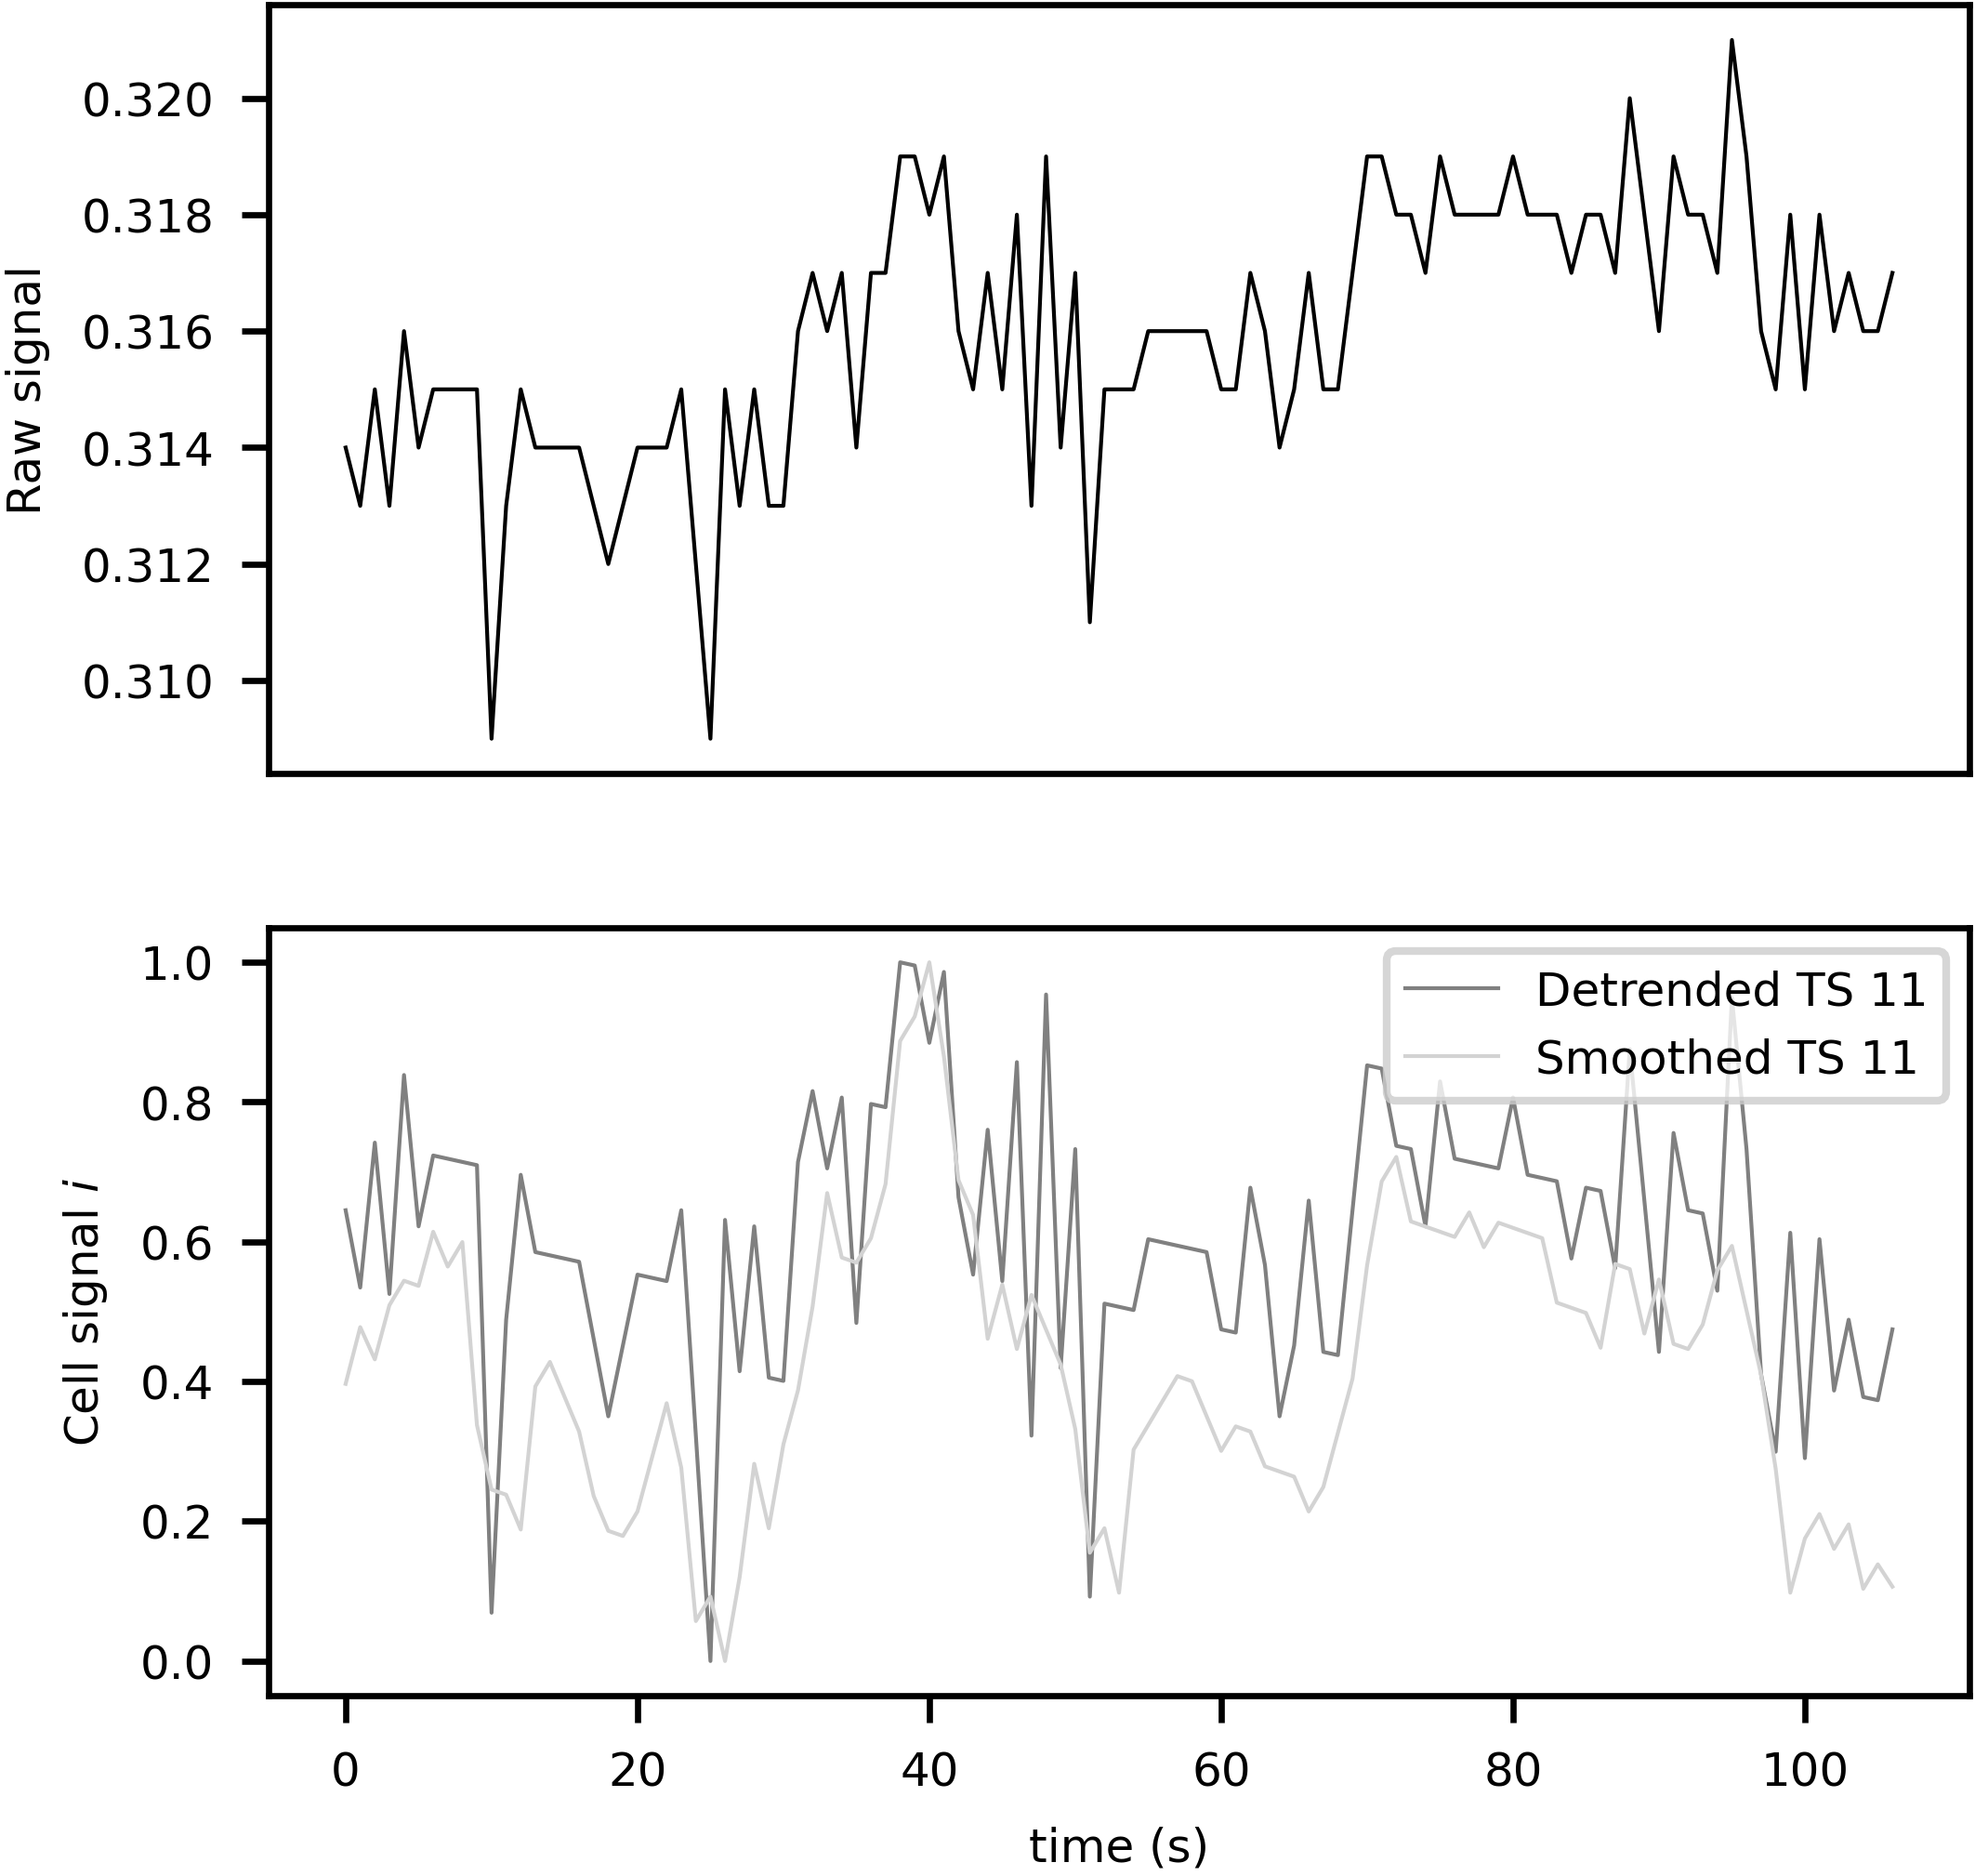 Raw signal
0.320
0.318
0.316
0.314
0.312
0.310
Cell signal i
1.0
0.8
0.6
0.4
0.2
0.0
Detrended TS 11
Smoothed TS 11
0 20 40 60 80 100
time (s)